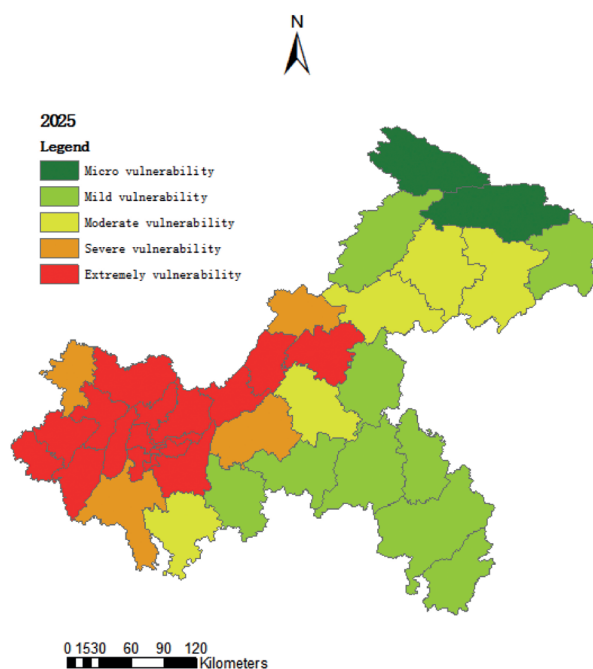 N
2025
Legend
Micro vulnerability
Mild vulnerability
Moderate vulnerability
Severe vulnerability
Extremely vulnerability
0 1530 60 90 120
Kilometers